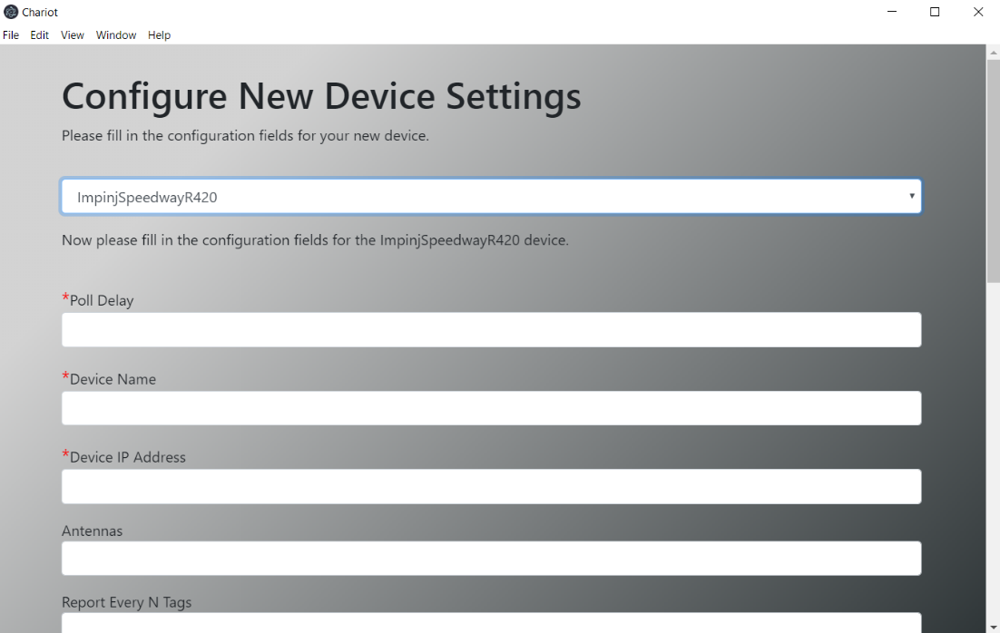 Chariot
File Edit View Window Help
Configure New Device Settings
Please fill in the configuration fields for your new device.
ImpinjSpeedwayR420
Now please fill in the configuration fields for the ImpinjSpeedwayR420 device.
*Poll Delay
*Device Name
*Device IP Address
Antennas
Report Every N Tags